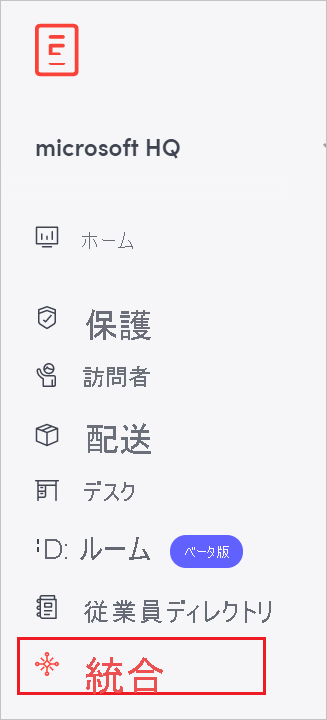 microsoft HQ
ホーム
保護
訪問者
配送
デスク
:D: ルーム ベータ版
従業員ディレクトリ
統合